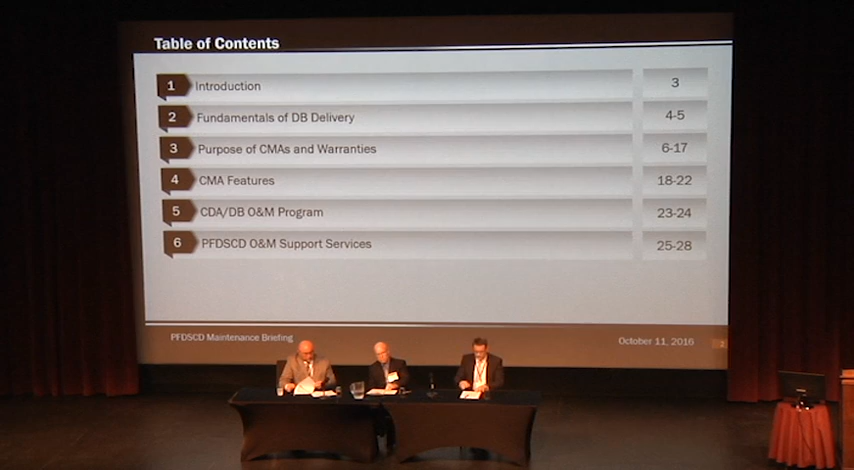 Table of Contents
1 Introduction 3
2 Fundamentals of DB Delivery 4-5
3 Purpose of CMAs and Warranties 6-17
4 CMA Features 18-22
5 CDA/DB O&M Program 23-24
6 PFDSCD O&M Support Services 25-28
PFDSCD Maintenance Briefing October 11, 2016 2